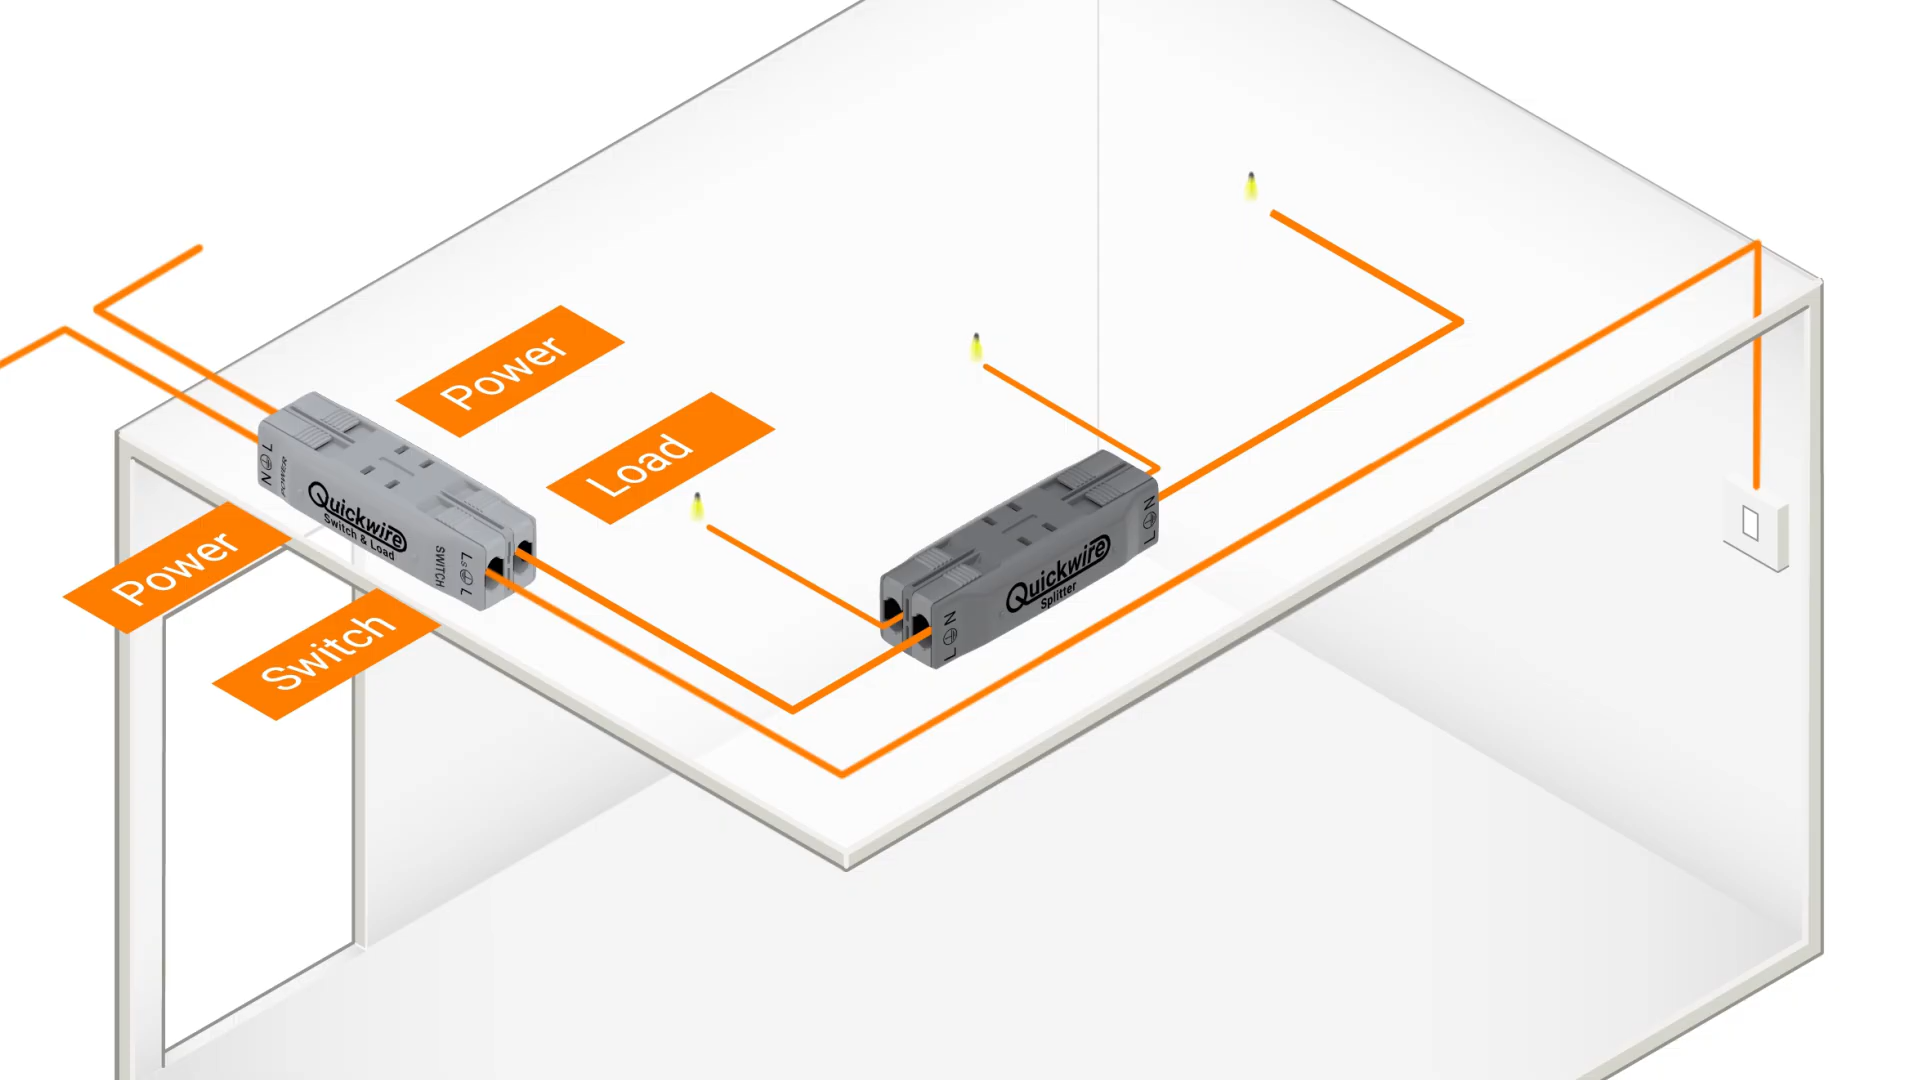 Power
Load
Power
Switch
L
N
POWER
Quickwire
Switch & Load
SWITCH
Ls
L
Quickwire
Splitter
N
L
N
L